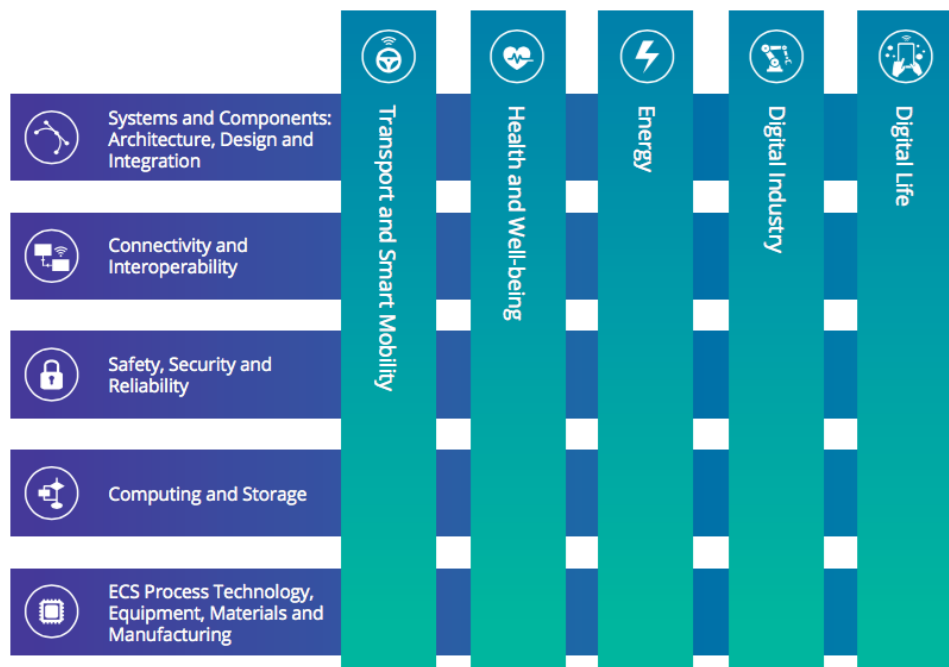 Transport and Smart Mobility
Health and Well-being
Energy
Digital Industry
Digital Life
Systems and Components:
Architecture, Design and
Integration
Connectivity and
Interoperability
Safety, Security and
Reliability
Computing and Storage
ECS Process Technology,
Equipment, Materials and
Manufacturing